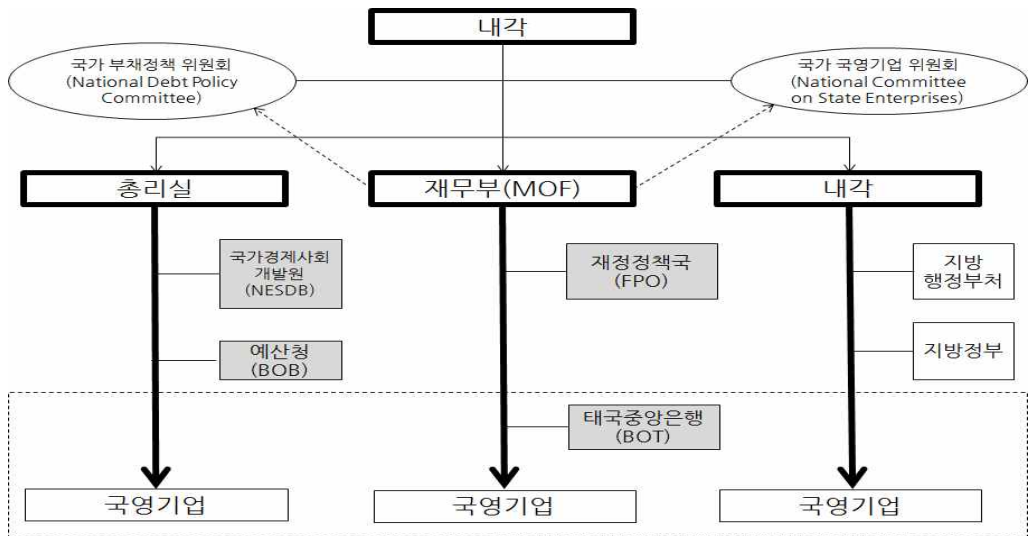 내각
국가 부채정책 위원회
(National Debt Policy
Committee)
국가 국영기업 위원회
(National Committee
on State Enterprises)
총리실
재무부(MOF)
내각
국가경제사회
개발원
(NESDB)
재정정책국
(FPO)
지방
행정부처
예산청
(BOB)
지방정부
태국중앙은행
(BOT)
국영기업
국영기업
국영기업